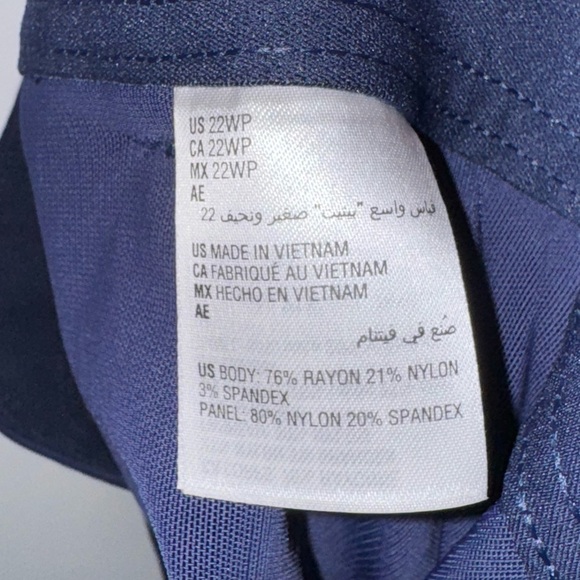 US 22WP
CA 22WP
MX 22WP
AE
قياس واسع "بيتيت" صغير ونحيف 22
US MADE IN VIETNAM
CA FABRIQUÉ AU VIETNAM
MX HECHO EN VIETNAM
AE
صُنع في فيتنام
US BODY: 76% RAYON 21% NYLON
3% SPANDEX
PANEL: 80% NYLON 20% SPANDEX